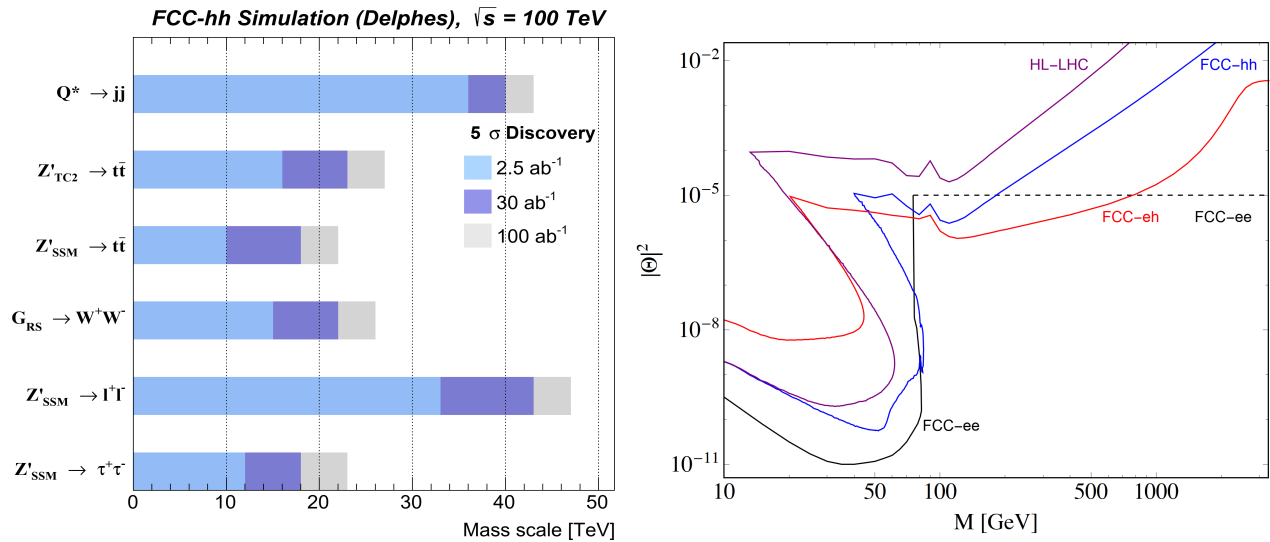 FCC-hh Simulation (Delphes), √s = 100 TeV
Q* → jj
Z'TC2 → tt̄
Z'SSM → tt̄
GRS → W+W-
Z'SSM → l+l-
Z'SSM → τ+τ-
5 σ Discovery
2.5 ab-1
30 ab-1
100 ab-1
0 10 20 30 40 50
Mass scale [TeV]
|Θ|2
10-2
10-5
10-8
10-11
HL-LHC
FCC-hh
FCC-eh
FCC-ee
FCC-ee
10 50 100 500 1000
M [GeV]